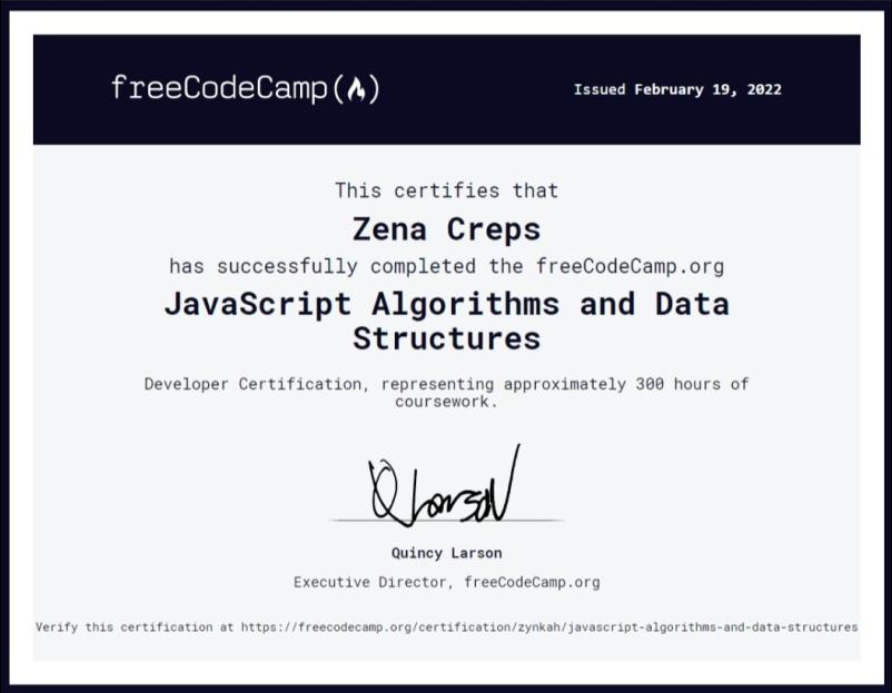 freeCodeCamp
Issued February 19, 2022
This certifies that
Zena Creps
has successfully completed the freeCodeCamp.org
JavaScript Algorithms and Data
Structures
Developer Certification, representing approximately 300 hours of
coursework.
Q Larson
Quincy Larson
Executive Director, freeCodeCamp.org
Verify this certification at https://freecodecamp.org/certification/zynkah/javascript-algorithms-and-data-structures